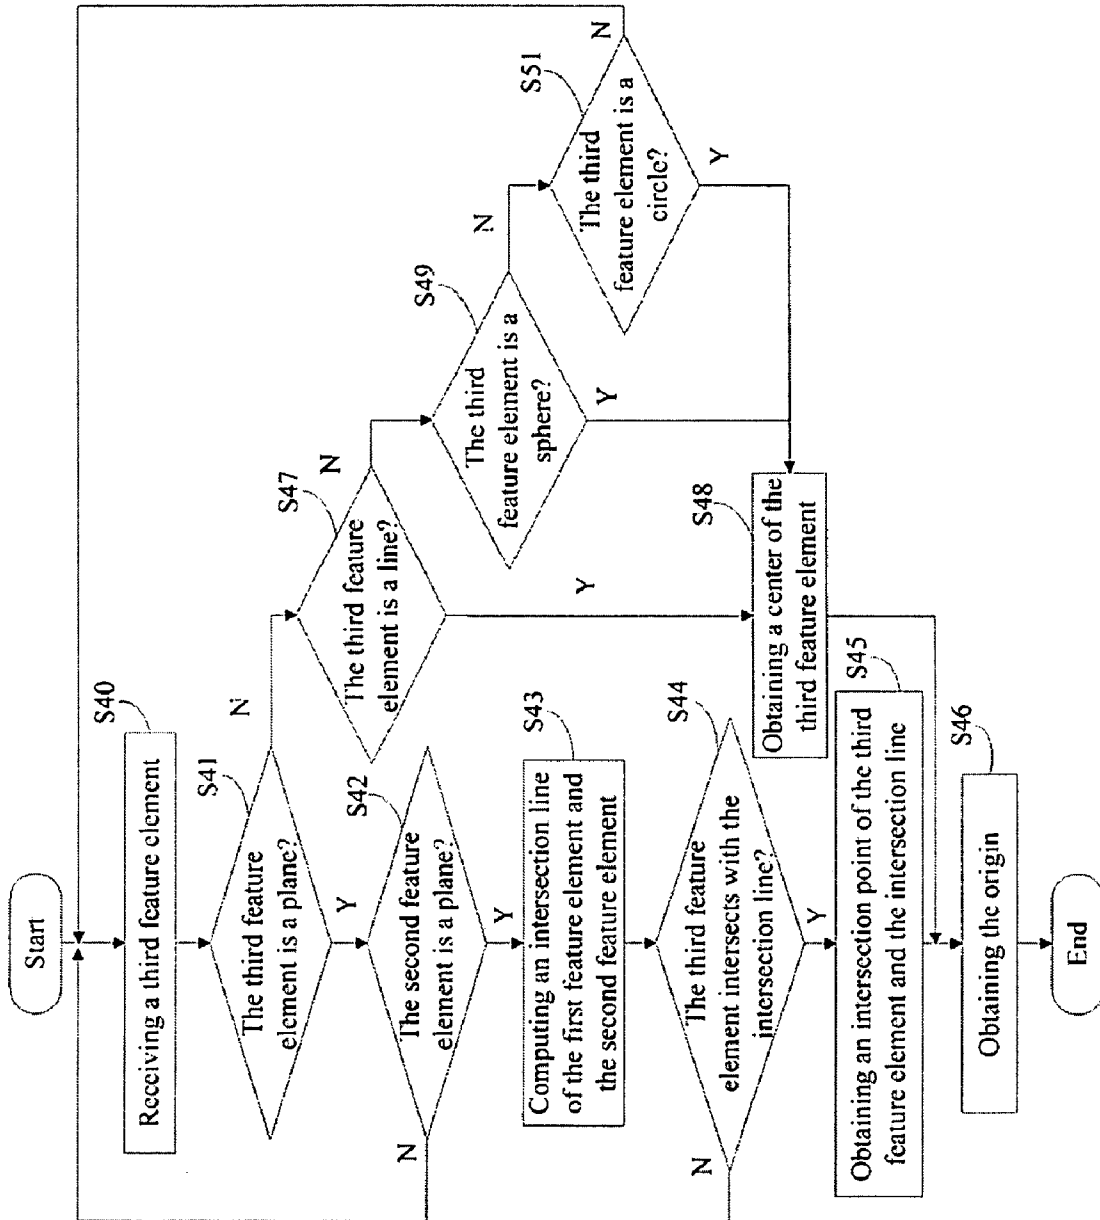 Start
Receiving a third feature element
S40
The third feature
element is a plane?
S41
N
Y
The second feature
element is a plane?
S42
N
Y
Computing an intersection line
of the first feature element and
the second feature element
S43
The third feature
element intersects with the
intersection line?
S44
N
Y
Obtaining an intersection point of the third
feature element and the intersection line
S45
Obtaining the origin
S46
End
The third feature
element is a line?
S47
N
Y
Obtaining a center of the
third feature element
S48
The third
feature element is a
sphere?
S49
N
Y
The third
feature element is a
circle?
S51
N
Y